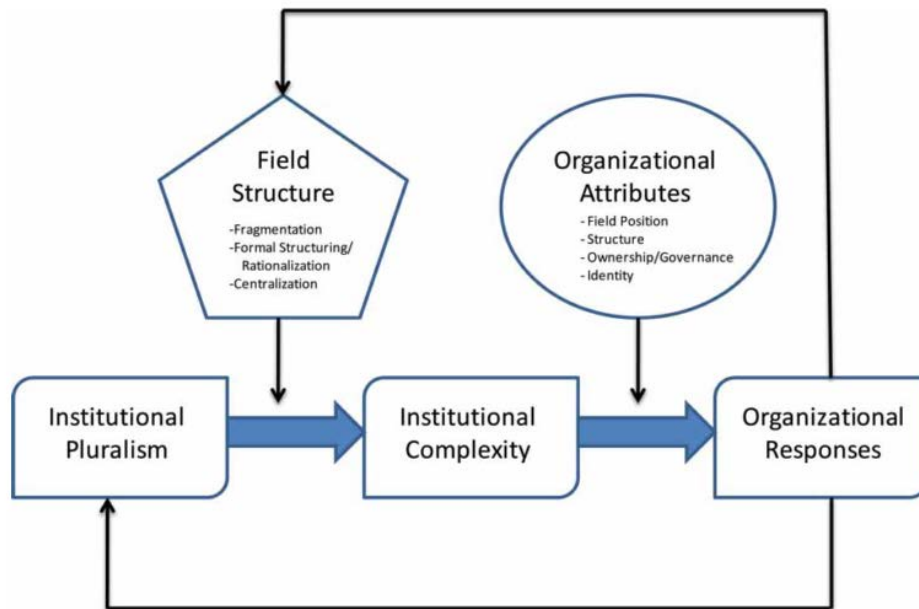 Field
Structure
-Fragmentation
-Formal Structuring/
Rationalization
-Centralization
Organizational
Attributes
- Field Position
- Structure
- Ownership/Governance
- Identity
Institutional
Pluralism
Institutional
Complexity
Organizational
Responses